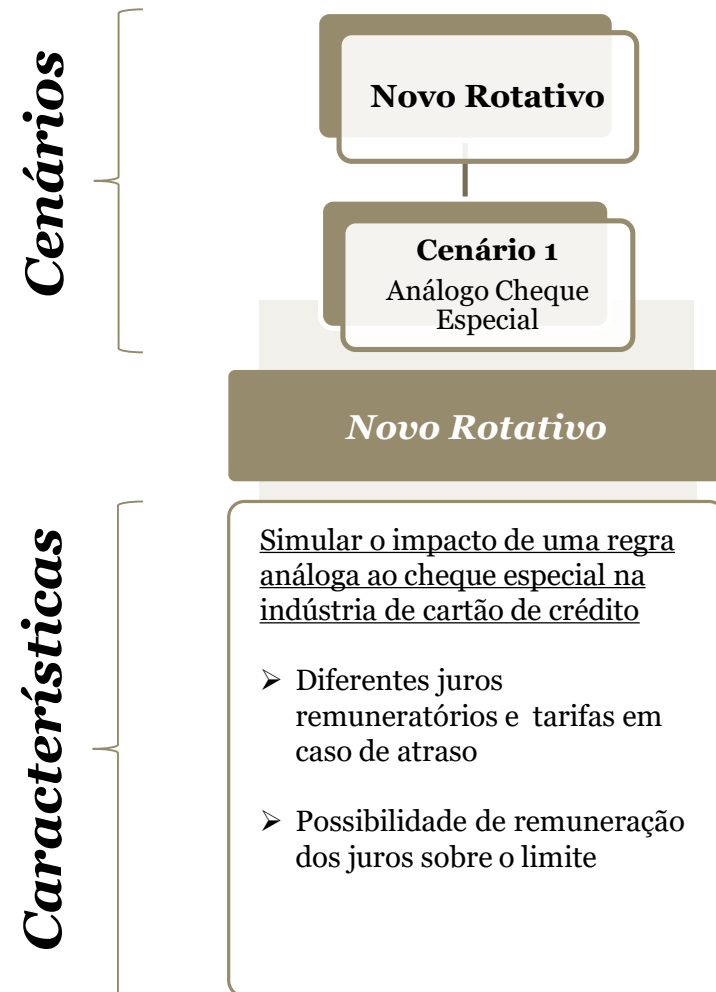 Cenários
Novo Rotativo
Cenário 1
Análogo Cheque
Especial
Novo Rotativo
Características
Simular o impacto de uma regra
análoga ao cheque especial na
indústria de cartão de crédito
➢ Diferentes juros
remuneratórios e tarifas em
caso de atraso
➢ Possibilidade de remuneração
dos juros sobre o limite